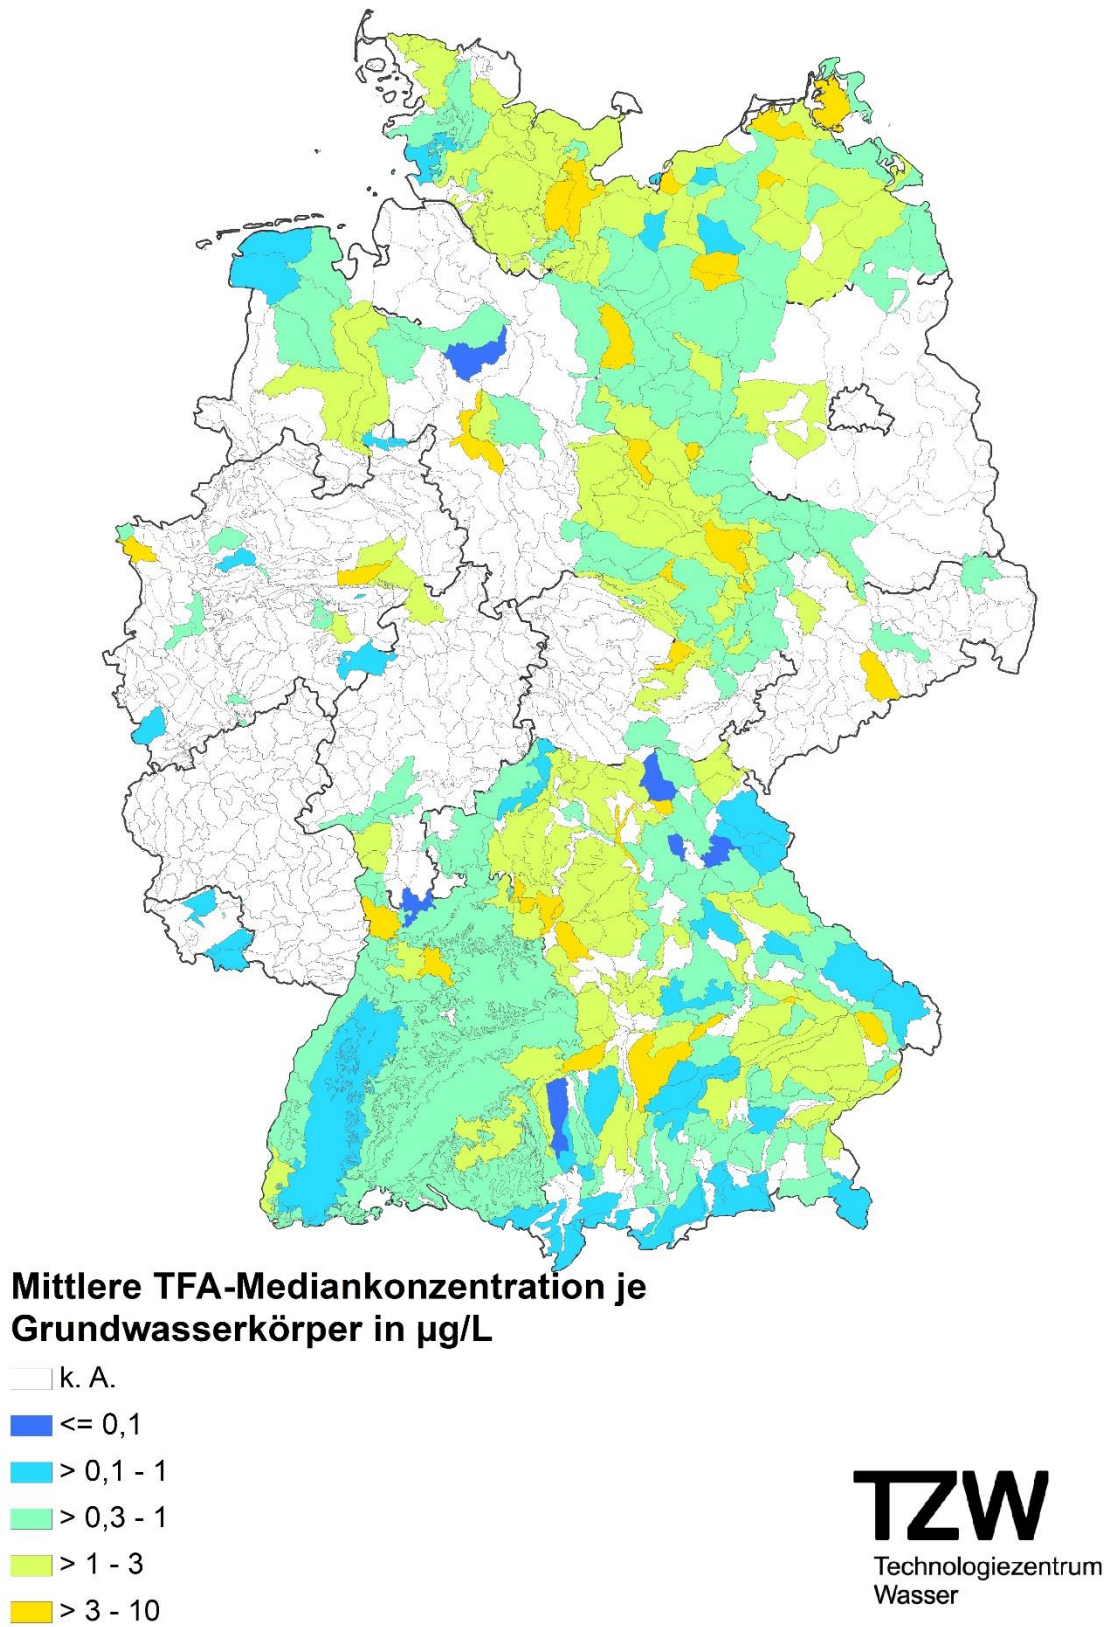 Mittlere TFA-Mediankonzentration je
Grundwasserkörper in µg/L
k. A.
<= 0,1
> 0,1 - 1
> 0,3 - 1
> 1 - 3
> 3 - 10
TZW
Technologiezentrum
Wasser